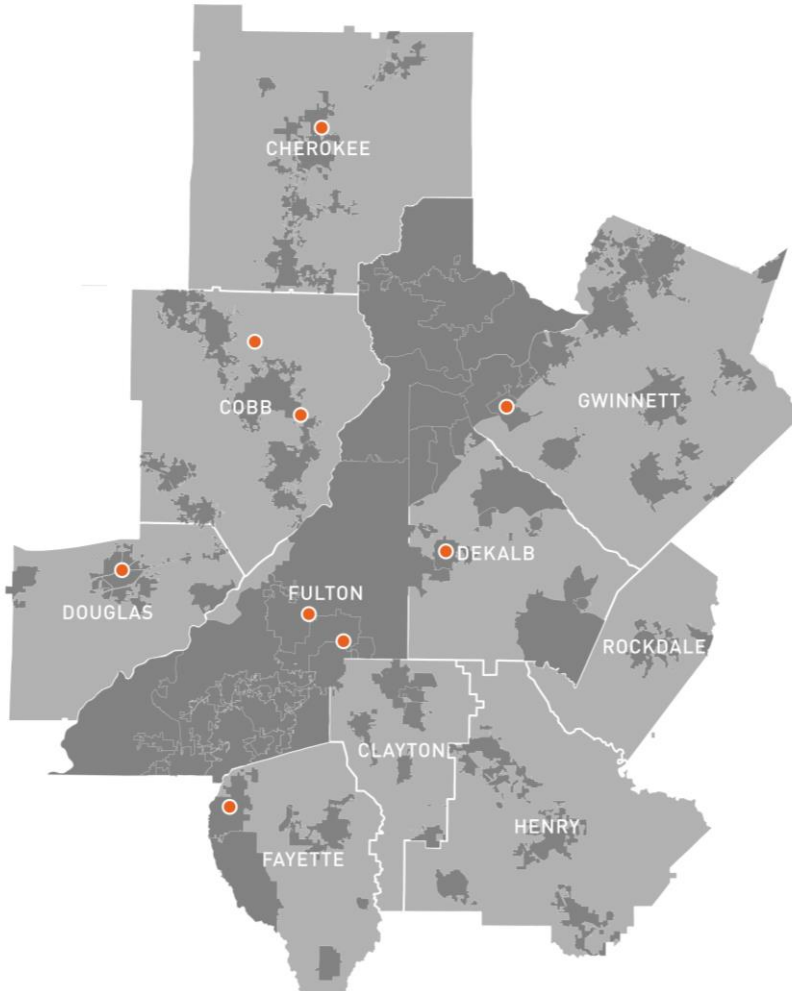 CHEROKEE
COBB
GWINNETT
DEKALB
FULTON
DOUGLAS
ROCKDALE
CLAYTON
HENRY
FAYETTE